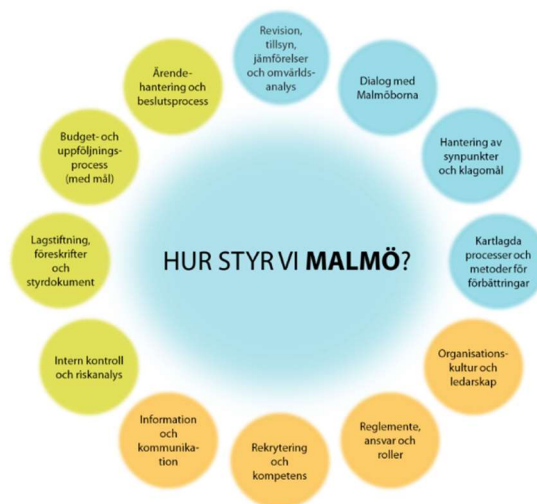 Revision,
tillsyn,
jämförelser
och omvärlds-
analys
Dialog med
Malmöborna
Hantering av
synpunkter
och klagomål
Kartlagda
processer och
metoder för
förbättringar
Organisations-
kultur och
ledarskap
Reglemente,
ansvar och
roller
Rekrytering
och
kompetens
Information
och
kommunika-
tion
Intern kontroll
och riskanalys
Lagstiftning,
föreskrifter
och
styrdokument
Budget- och
uppföljnings-
process
(med mål)
Ärende-
hantering och
beslutsprocess
HUR STYR VI MALMÖ?